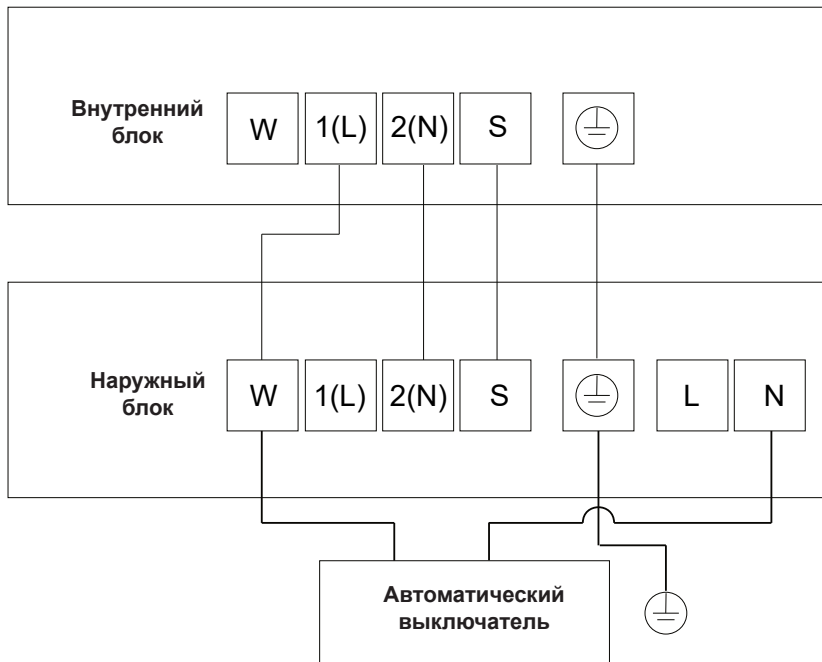 Внутренний
блок
W 1(L) 2(N) S
Наружный
блок
W 1(L) 2(N) S L N
Автоматический
выключатель